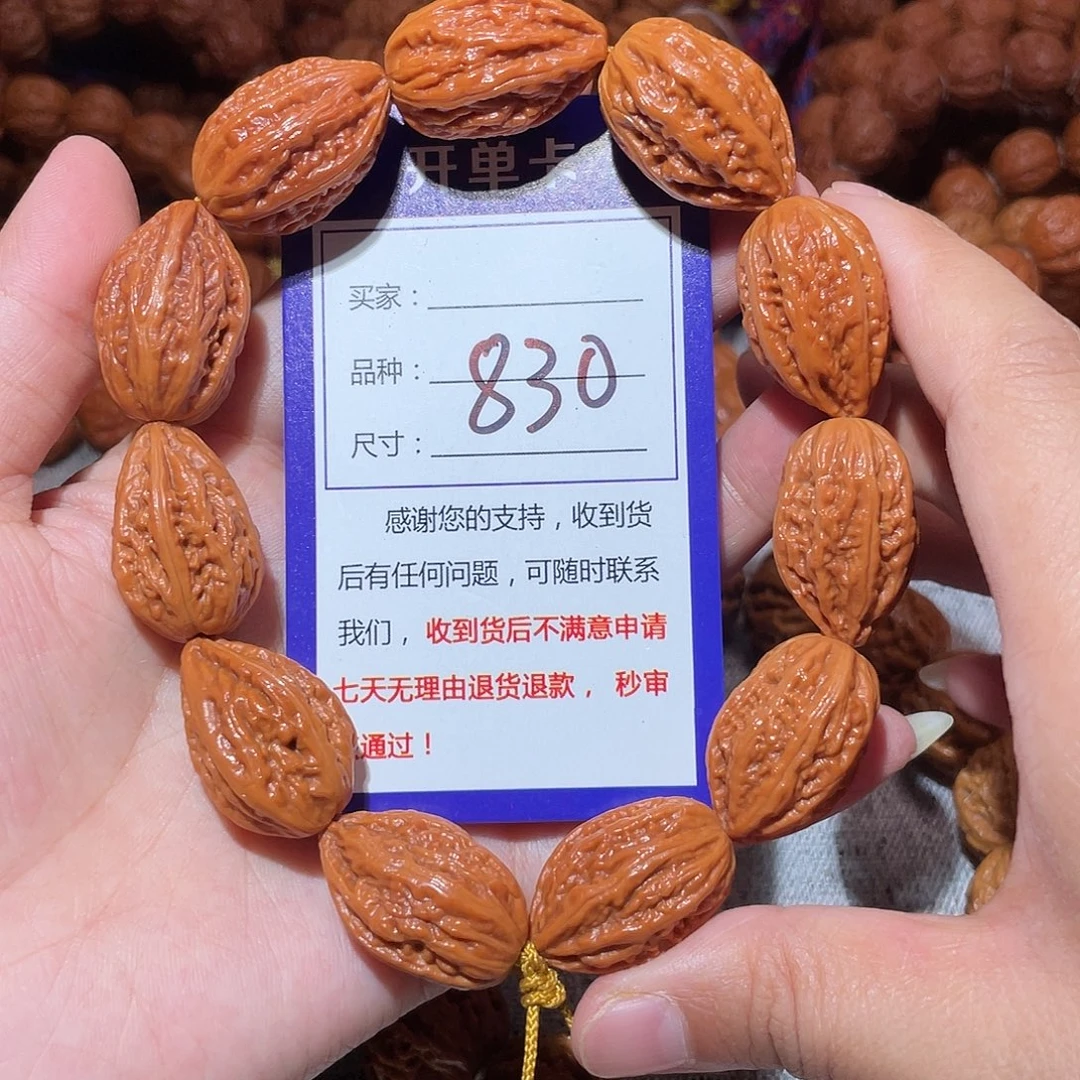 开单卡
买家：
品种：
830
尺寸：
感谢您的支持，收到货
后有任何问题，可随时联系
我们，收到货后不满意申请
七天无理由退货退款，秒审
通过！